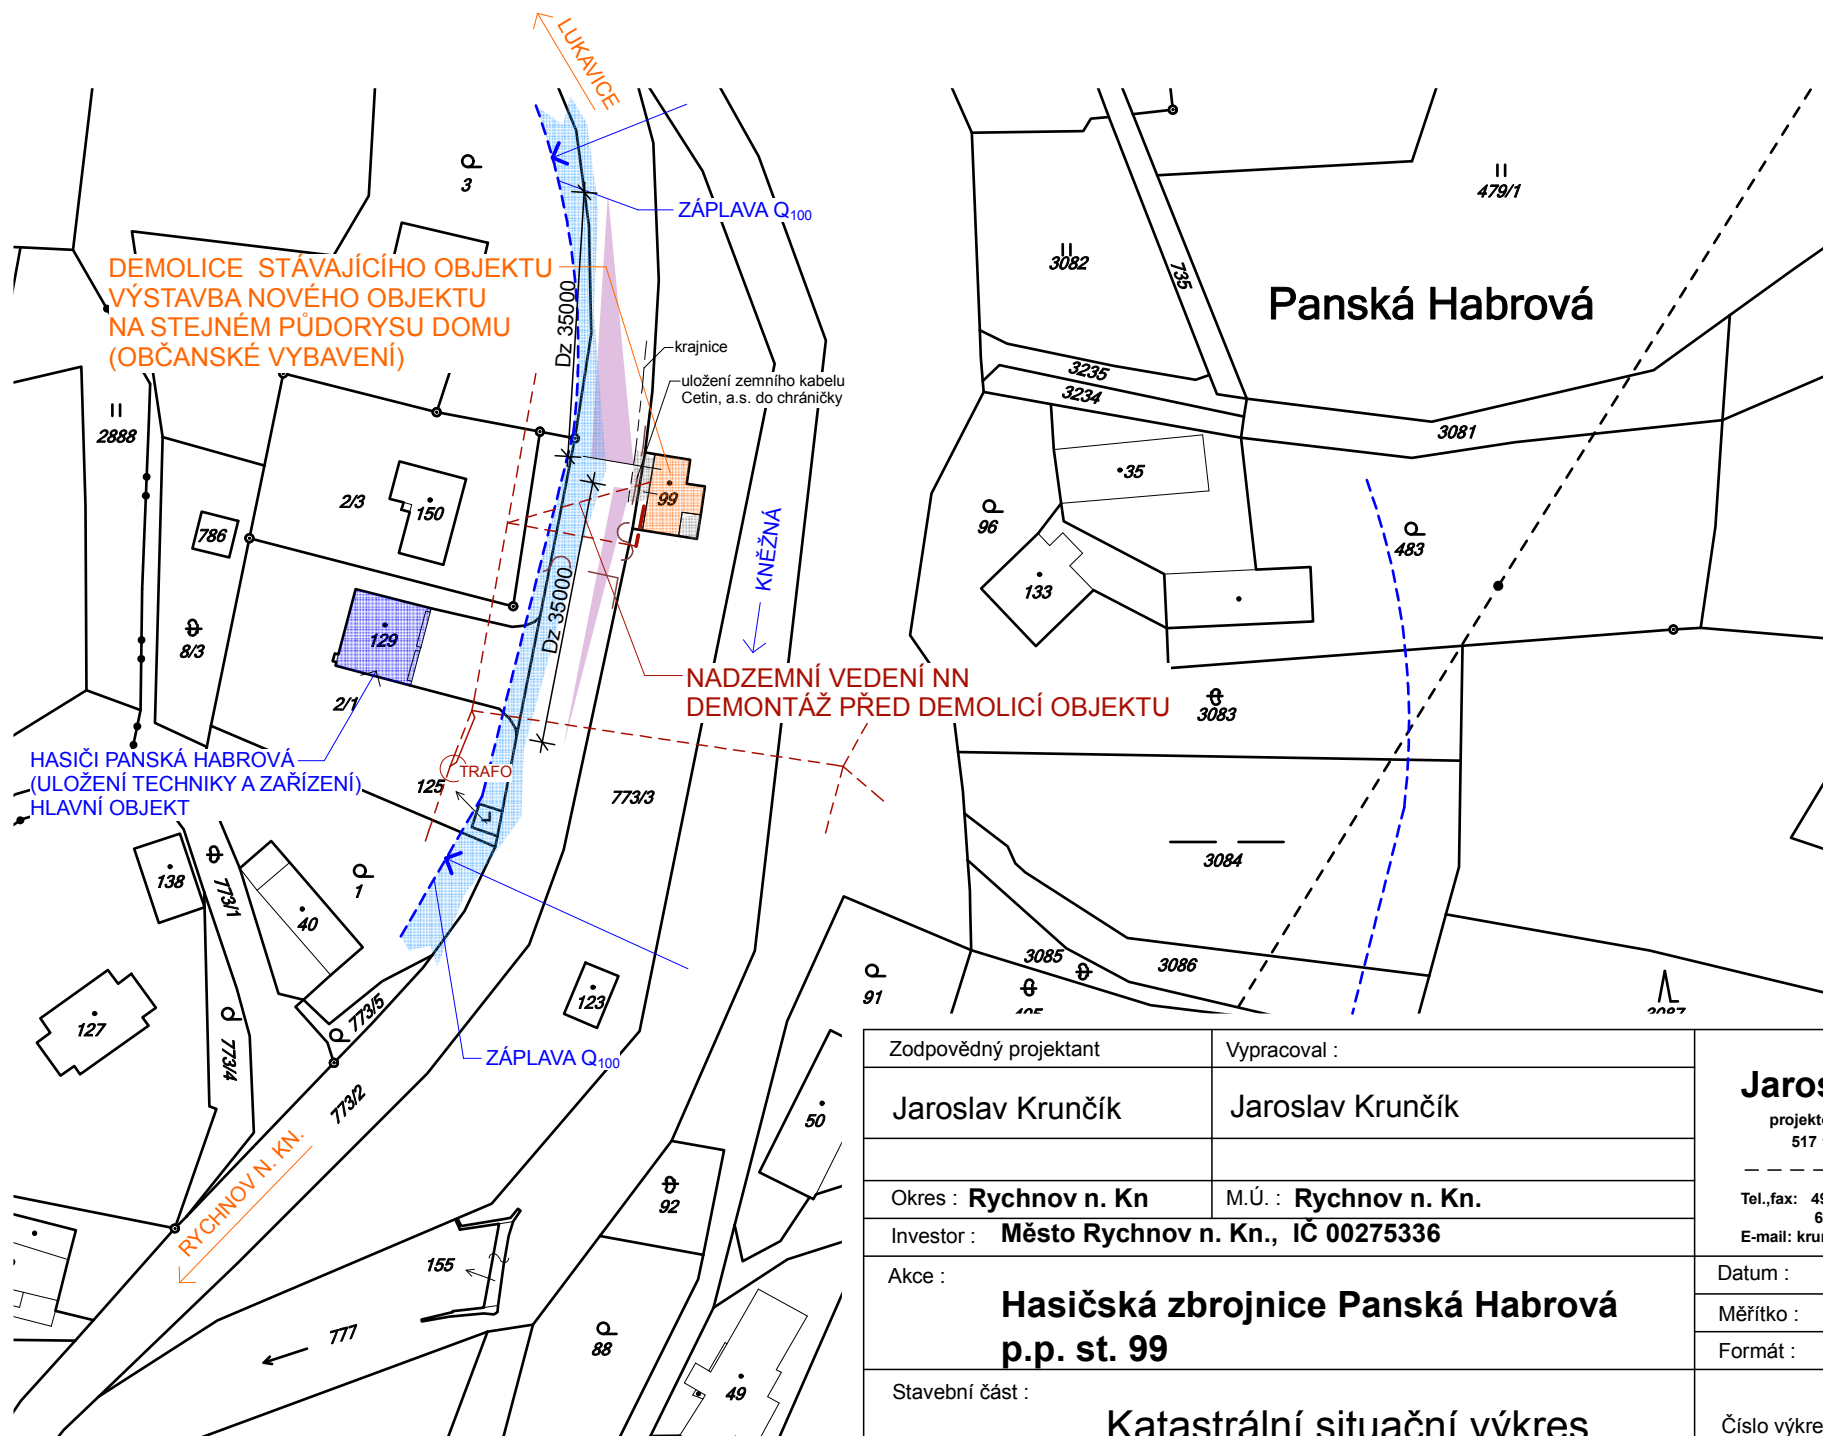 LUKAVICE
3
ZÁPLAVA Q100
479/1
3082
735
Panská Habrová
DEMOLICE STÁVAJÍCÍHO OBJEKTU
VÝSTAVBA NOVÉHO OBJEKTU
NA STEJNÉM PŮDORYSU DOMU
(OBČANSKÉ VYBAVENÍ)
Dz 35000
krajnice
uložení zemního kabelu
Cetin, a.s. do chráničky
3235
3234
3081
2888
35
2/3
150
99
96
786
483
KNĚŽNÁ
133
129
8/3
Dz 35000
2/1
NADZEMNÍ VEDENÍ NN
DEMONTÁŽ PŘED DEMOLICÍ OBJEKTU
3083
HASIČI PANSKÁ HABROVÁ
(ULOŽENÍ TECHNIKY A ZAŘÍZENÍ)
HLAVNÍ OBJEKT
TRAFO
125
773/3
3084
138
773/1
1
40
3085
3086
91
127
773/5
123
773/4
ZÁPLAVA Q100
773/2
50
RYCHNOV N. KN.
92
155
777
88
49
Zodpovědný projektant
Vypracoval :
Jaroslav Krunčík
Jaroslav Krunčík
Okres : Rychnov n. Kn
M.Ú. : Rychnov n. Kn.
Investor : Město Rychnov n. Kn., IČ 00275336
Akce :
Hasičská zbrojnice Panská Habrová
p.p. st. 99
Stavební část :
Katastrální situační výkres
517
Tel.,fax:
E-mail:
Datum :
Měřítko :
Formát :
Číslo